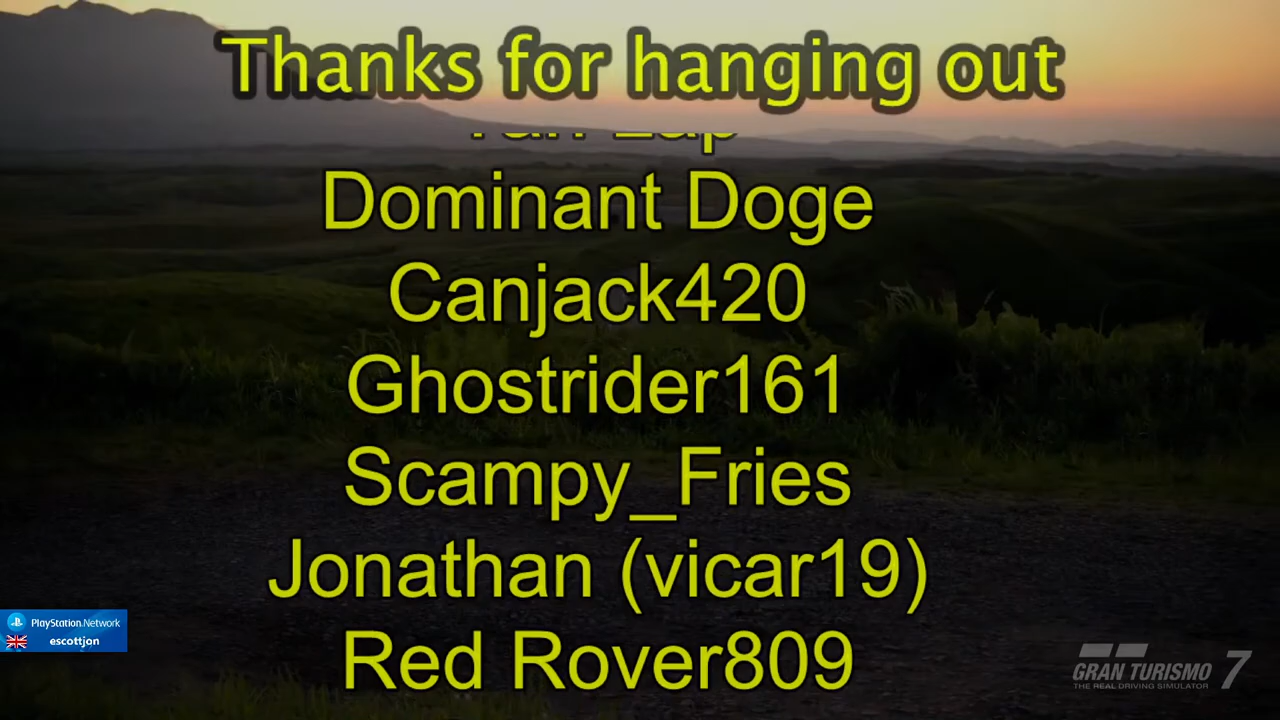 Thanks for hanging out
Dominant Doge
Canjack420
Ghostrider161
Scampy_Fries
Jonathan (vicar19)
Red Rover809
PlayStation.Network
escottjon
GRAN TURISMO 7
THE REAL DRIVING SIMULATOR